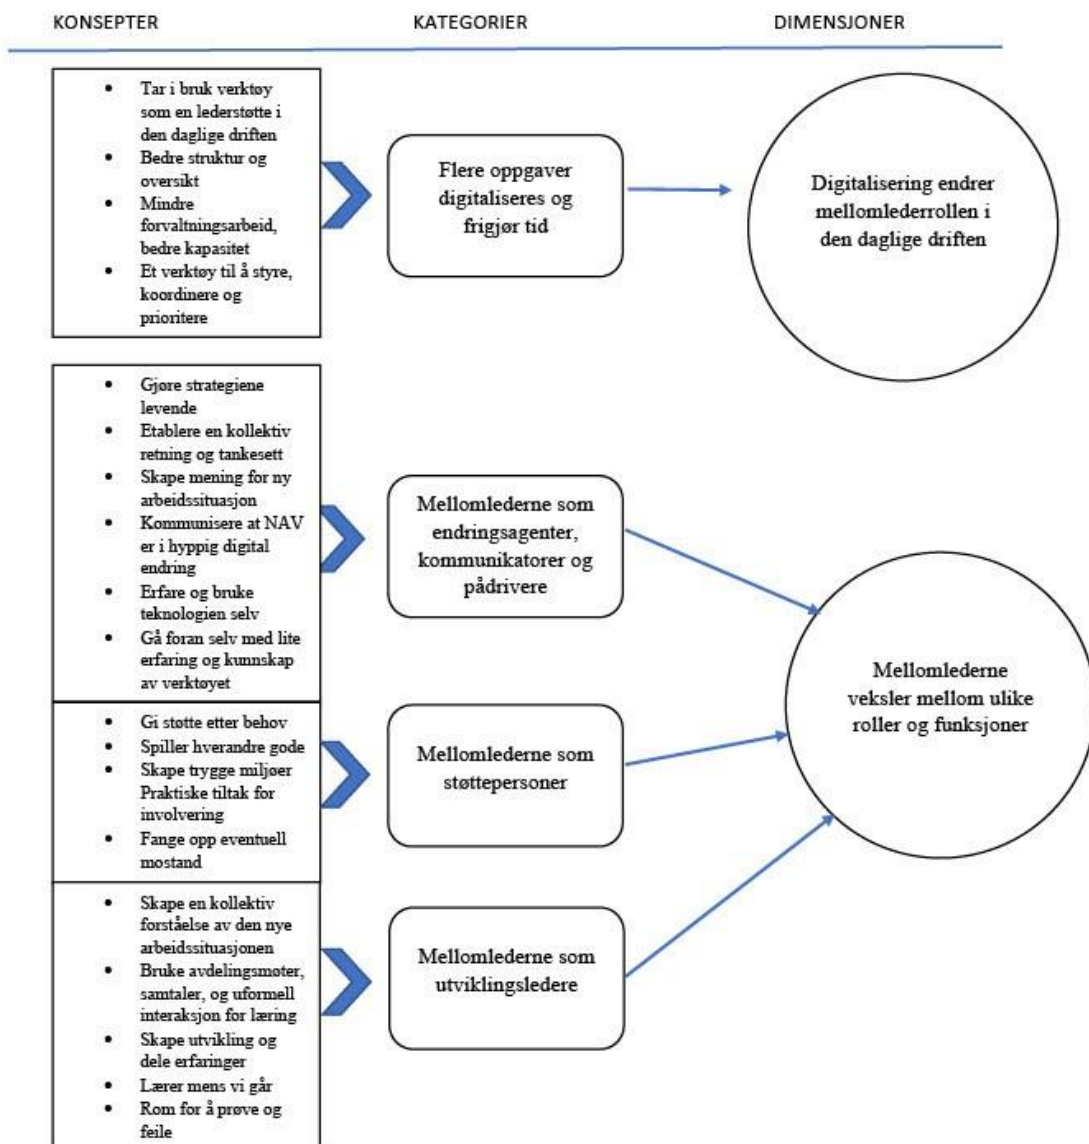 KONSEPTER
KATEGORIER
DIMENSJONER
• Tar i bruk verktøy
som en lederstøtte i
den daglige driften
• Bedre struktur og
oversikt
• Mindre
forvaltningsarbeid,
bedre kapasitet
• Et verktøy til å styre,
koordinere og
prioritere
Flere oppgaver
digitaliseres og
frigjør tid
Digitalisering endrer
mellomlederrollen i
den daglige driften
• Gjøre strategiene
levende
• Etablere en kollektiv
retning og tankesett
• Skape mening for ny
arbeidssituasjon
• Kommunisere at NAV
er i hyppig digital
endring
• Erfare og bruke
teknologien selv
• Gå foran selv med lite
erfaring og kunnskap
av verktøyet
Mellomlederne som
endringsagenter,
kommunikatorer og
pådrivere
• Gi støtte etter behov
• Spiller hverandre gode
• Skape trygge miljøer
Praktiske tiltak for
involvering
• Fange opp eventuell
mostand
Mellomlederne som
støttepersoner
Mellomlederne
veksler mellom ulike
roller og funksjoner
• Skape en kollektiv
forståelse av den nye
arbeidssituasjonen
• Bruke avdelingsmøter,
samtaler, og uformell
interaksjon for læring
• Skape utvikling og
dele erfaringer
• Lærer mens vi går
• Rom for å prøve og
feile
Mellomlederne som
utviklingsledere